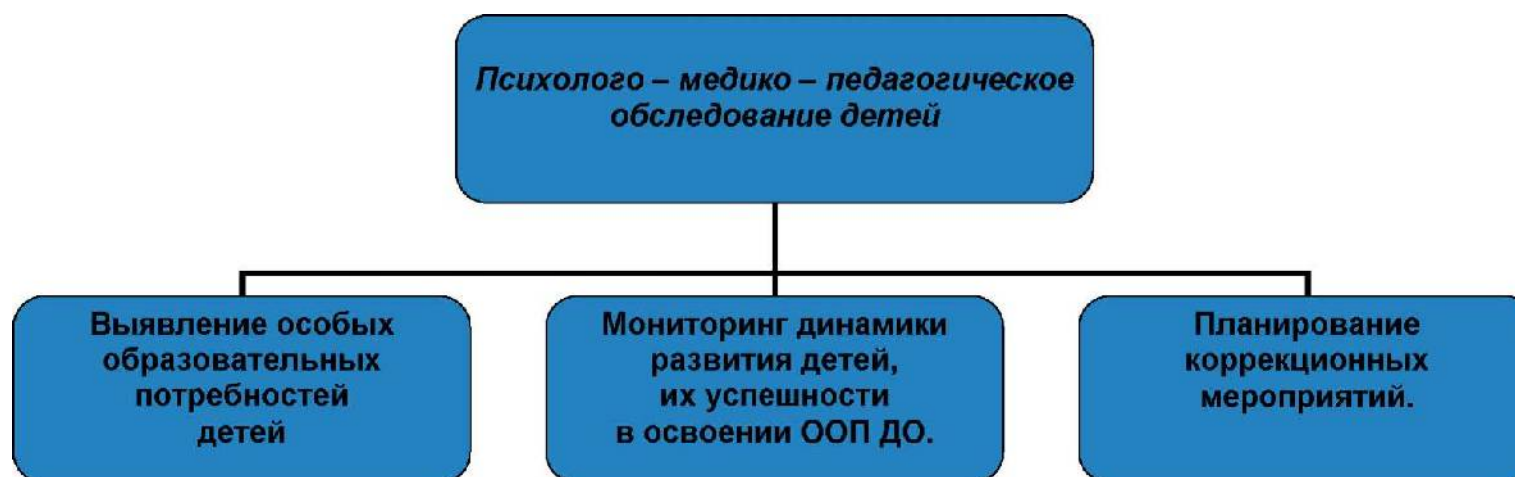 Психолого – медико – педагогическое
обследование детей
Выявление особых
образовательных
потребностей
детей
Мониторинг динамики
развития детей,
их успешности
в освоении ООП ДО.
Планирование
коррекционных
мероприятий.